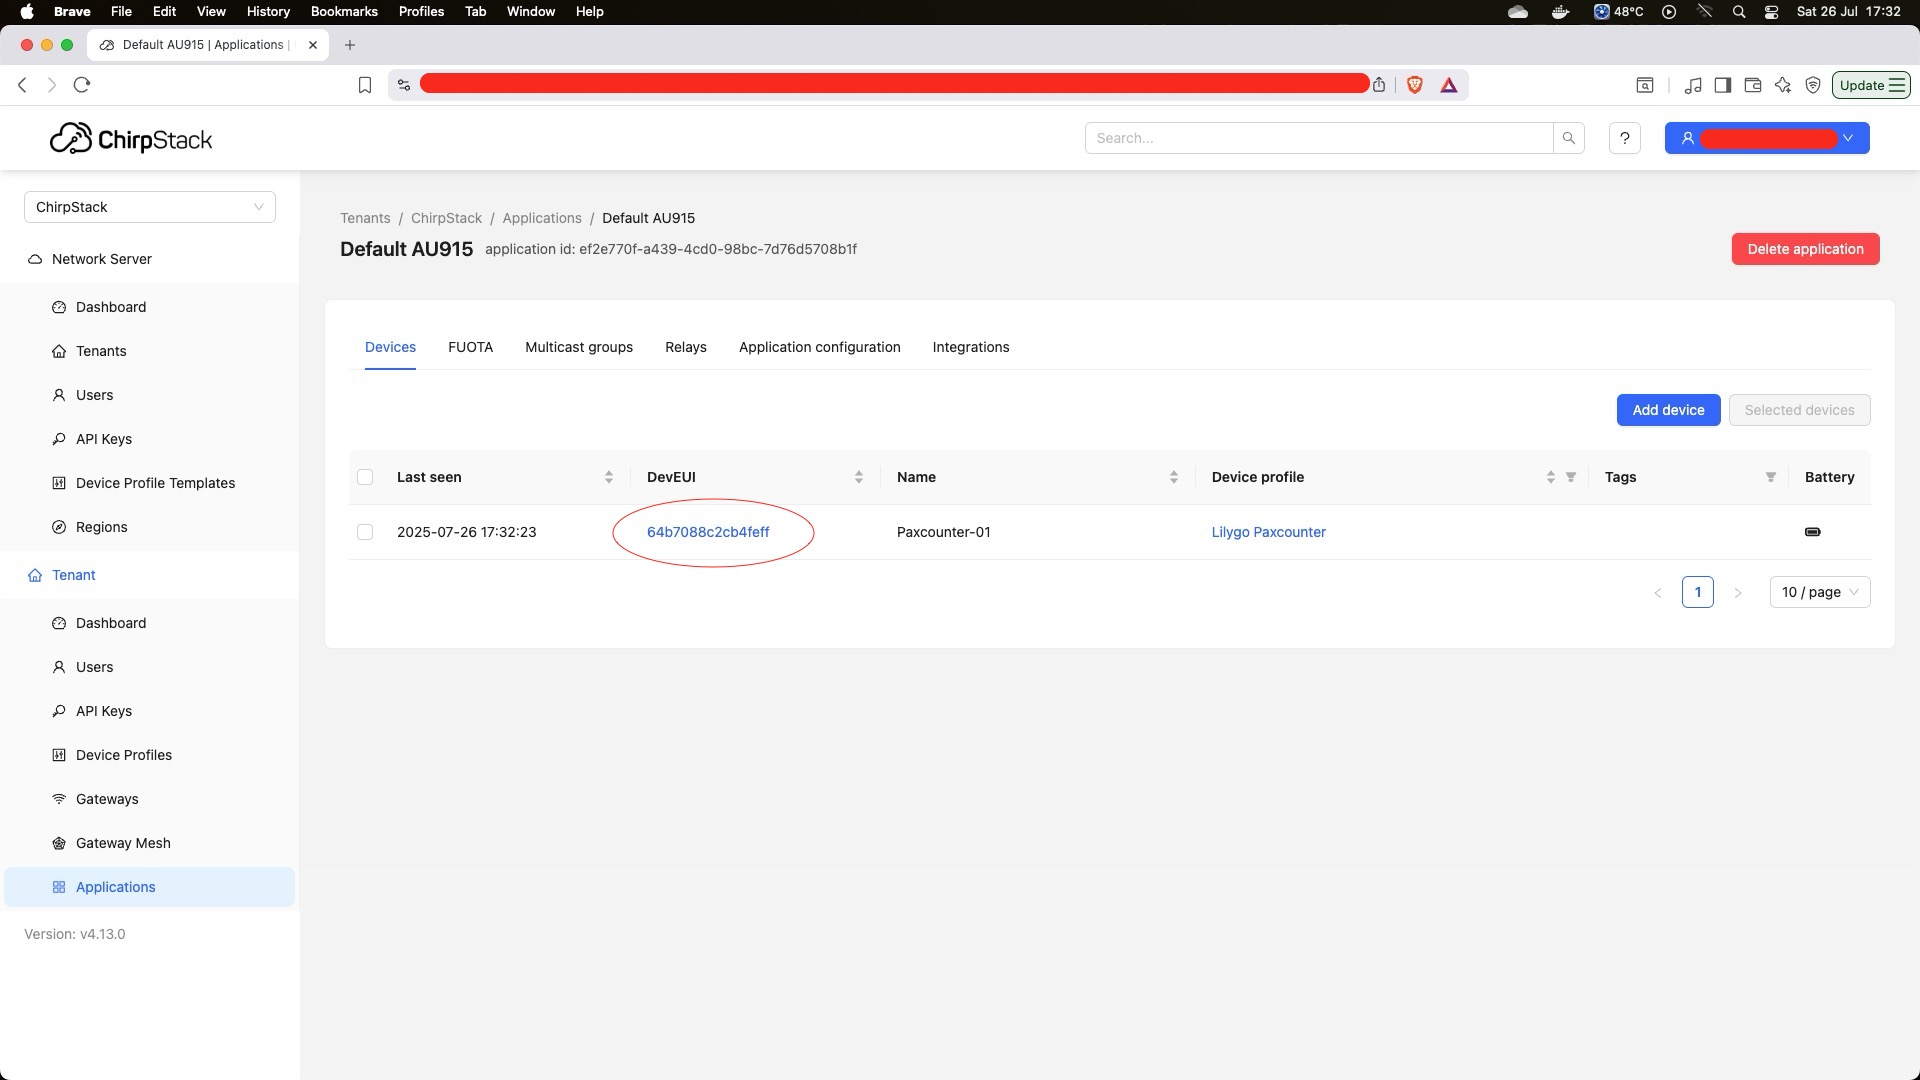 Brave File Edit View History Bookmarks Profiles Tab Window Help 48°C Sat 26 Jul 17:32
Default AU915 | Applications |
Update
ChirpStack
Search...
?
ChirpStack
Network Server
Dashboard
Tenants
Users
API Keys
Device Profile Templates
Regions
Tenant
Dashboard
Users
API Keys
Device Profiles
Gateways
Gateway Mesh
Applications
Version: v4.13.0
Tenants / ChirpStack / Applications / Default AU915
Default AU915 application id: ef2e770f-a439-4cd0-98bc-7d76d5708b1f
Delete application
Devices FUOTA Multicast groups Relays Application configuration Integrations
Add device Selected devices
Last seen DevEUI Name Device profile Tags Battery
2025-07-26 17:32:23 64b7088c2cb4feff Paxcounter-01 Lilygo Paxcounter
< 1 > 10 / page